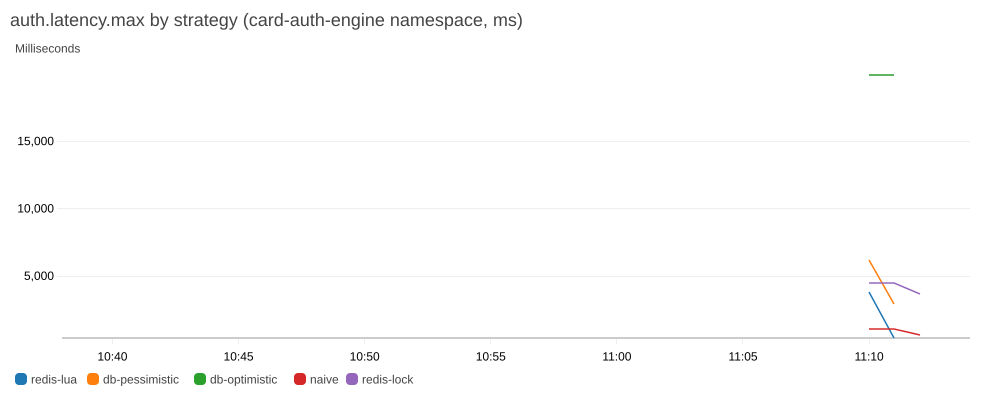 auth.latency.max by strategy (card-auth-engine namespace, ms)
Milliseconds
15,000
10,000
5,000
10:40 10:45 10:50 10:55 11:00 11:05 11:10
redis-lua db-pessimistic db-optimistic naive redis-lock